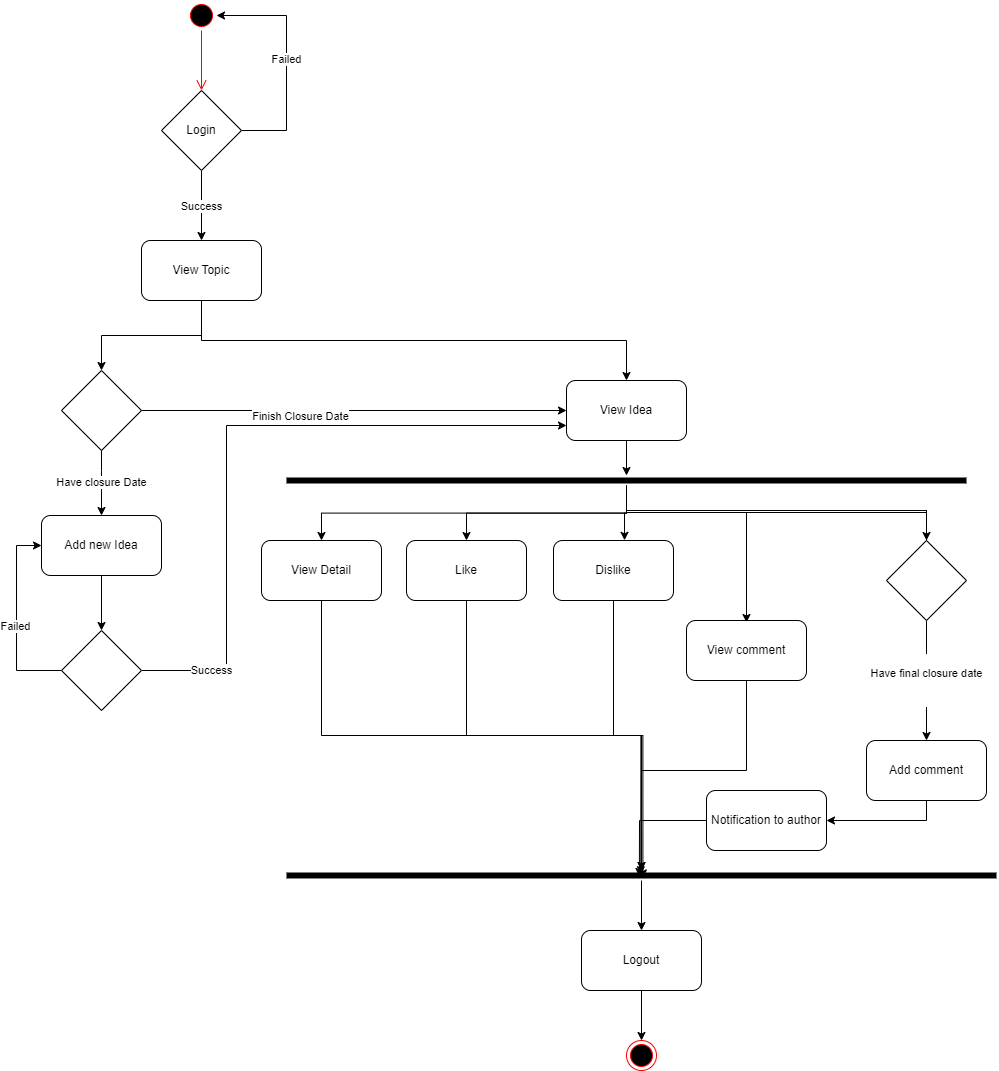 Failed
Login
Success
View Topic
View Idea
Finish Closure Date
Have closure Date
Add new Idea
View Detail
Like
Dislike
Failed
View comment
Success
Have final closure date
Add comment
Notification to author
Logout